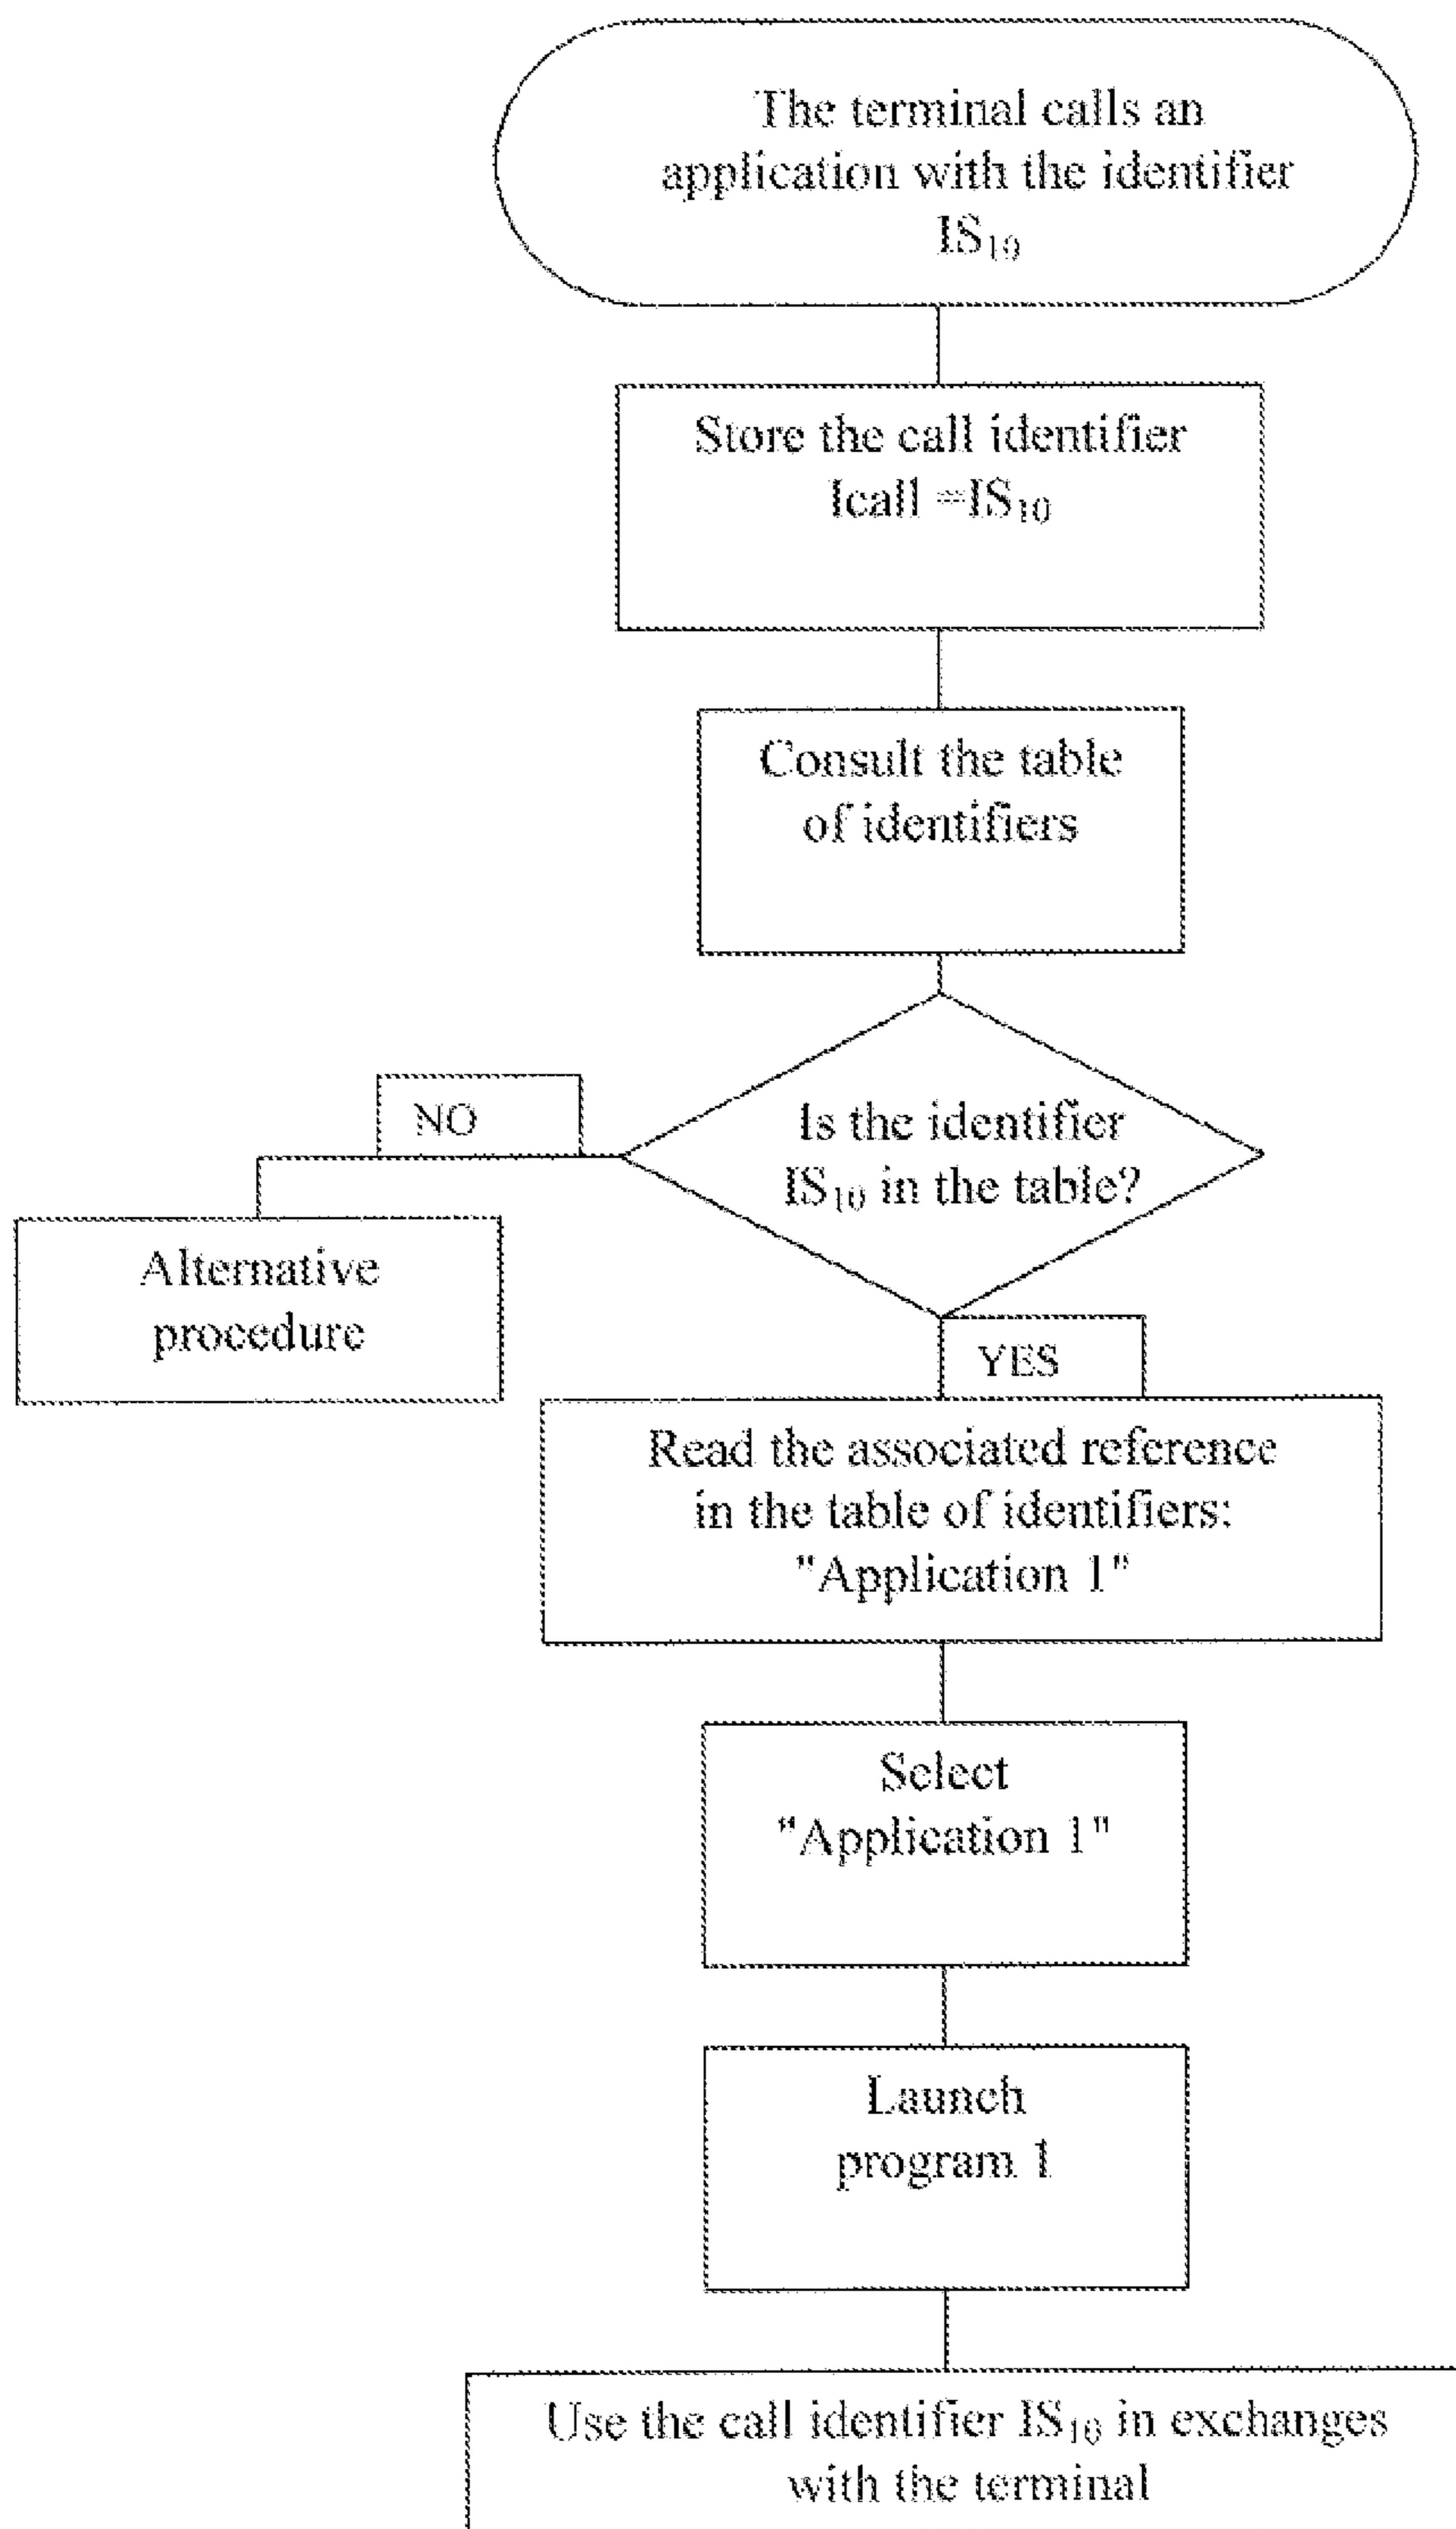 The terminal calls an
application with the identifier
IS₁₀
Store the call identifier
Icall =IS₁₀
Consult the table
of identifiers
Is the identifier
IS₁₀ in the table?
NO
Alternative
procedure
YES
Read the associated reference
in the table of identifiers:
"Application 1"
Select
"Application 1"
Launch
program 1
Use the call identifier IS₁₀ in exchanges
with the terminal